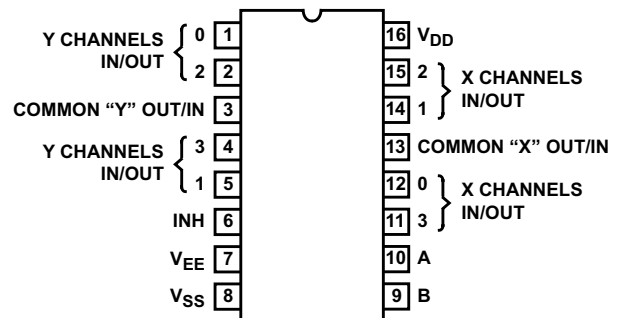 Y CHANNELS
IN/OUT
0 1
2 2
COMMON “Y” OUT/IN 3
Y CHANNELS
IN/OUT
3 4
1 5
INH 6
VEE 7
VSS 8
16 VDD
15 2
14 1
X CHANNELS
IN/OUT
13 COMMON “X” OUT/IN
12 0
11 3
X CHANNELS
IN/OUT
10 A
9 B